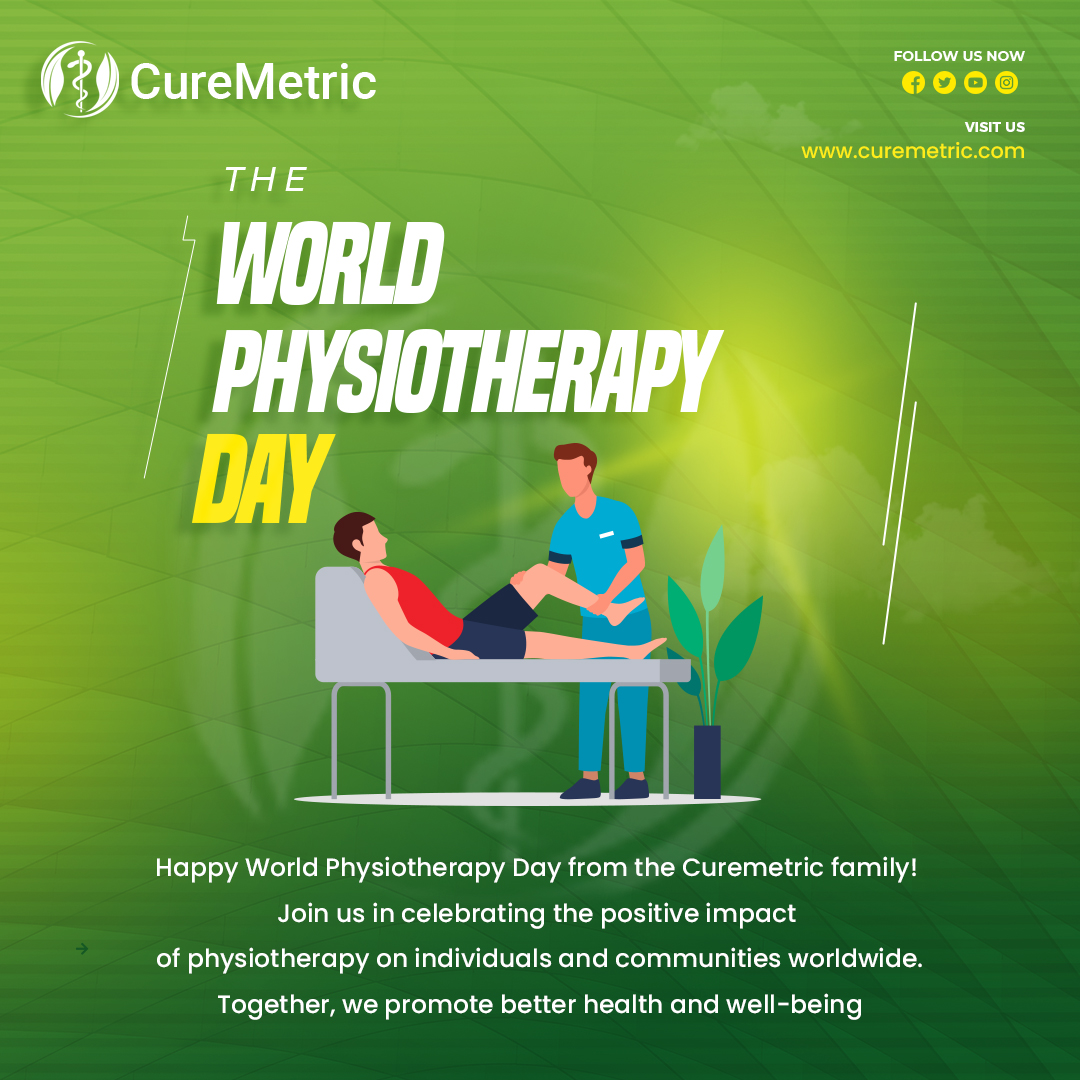 CureMetric
FOLLOW US NOW
VISIT US
www.curemetric.com
THE
WORLD
PHYSIOTHERAPY
DAY
Happy World Physiotherapy Day from the Curemetric family!
Join us in celebrating the positive impact
of physiotherapy on individuals and communities worldwide.
Together, we promote better health and well-being